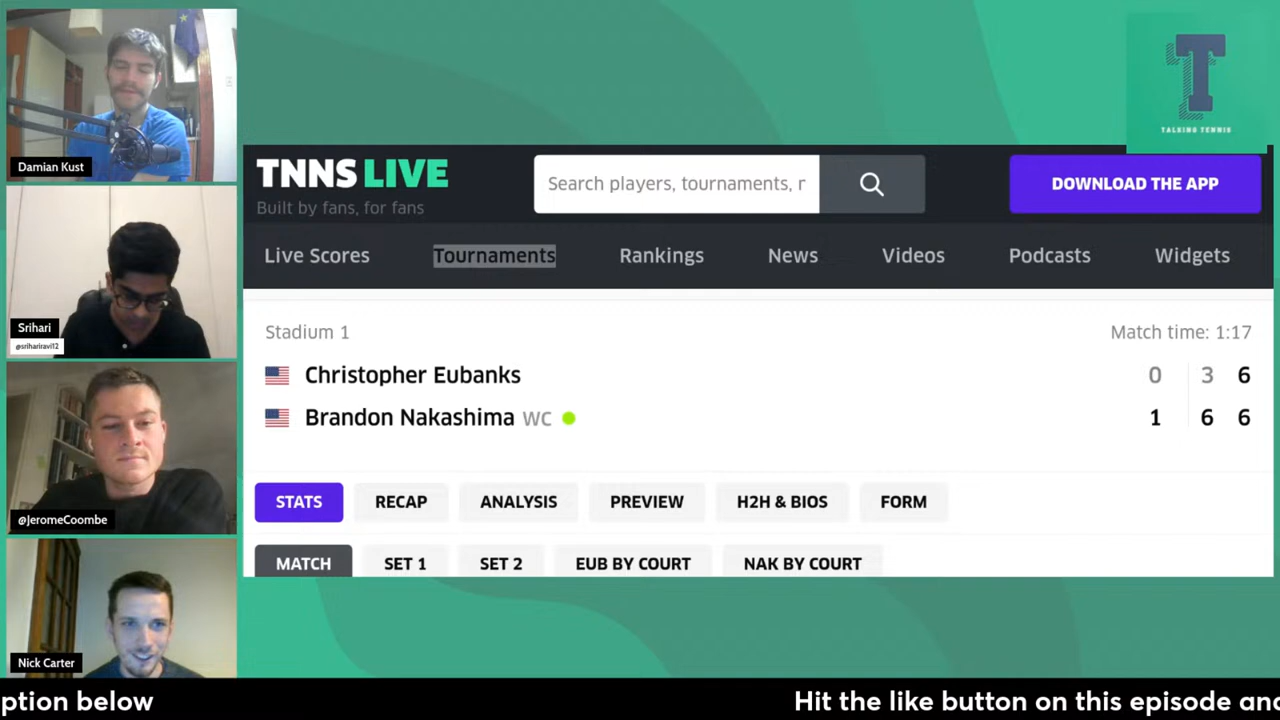 Damian Kust
Srihari
@srihariravi12
@JeromeCoombe
Nick Carter
T
TALKING TENNIS
TNNS LIVE
Built by fans, for fans
Search players, tournaments, r
DOWNLOAD THE APP
Live Scores Tournaments Rankings News Videos Podcasts Widgets
Stadium 1 Match time: 1:17
Christopher Eubanks 0 3 6
Brandon Nakashima WC 1 6 6
STATS RECAP ANALYSIS PREVIEW H2H & BIOS FORM
MATCH SET 1 SET 2 EUB BY COURT NAK BY COURT
ption below Hit the like button on this episode and